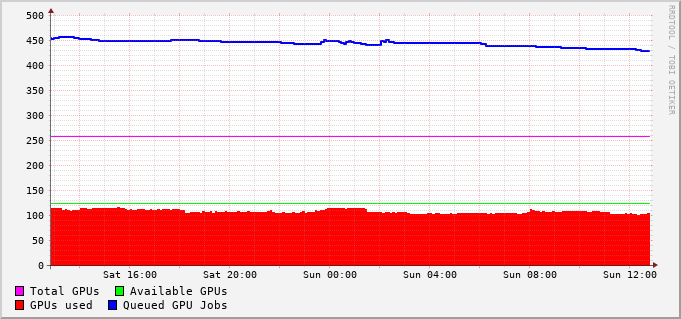 500
450
400
350
300
250
200
150
100
50
0
Sat 16:00 Sat 20:00 Sun 00:00 Sun 04:00 Sun 08:00 Sun 12:00
Total GPUs Available GPUs
GPUs used Queued GPU Jobs
RRDTOOL / TOBI OETIKER